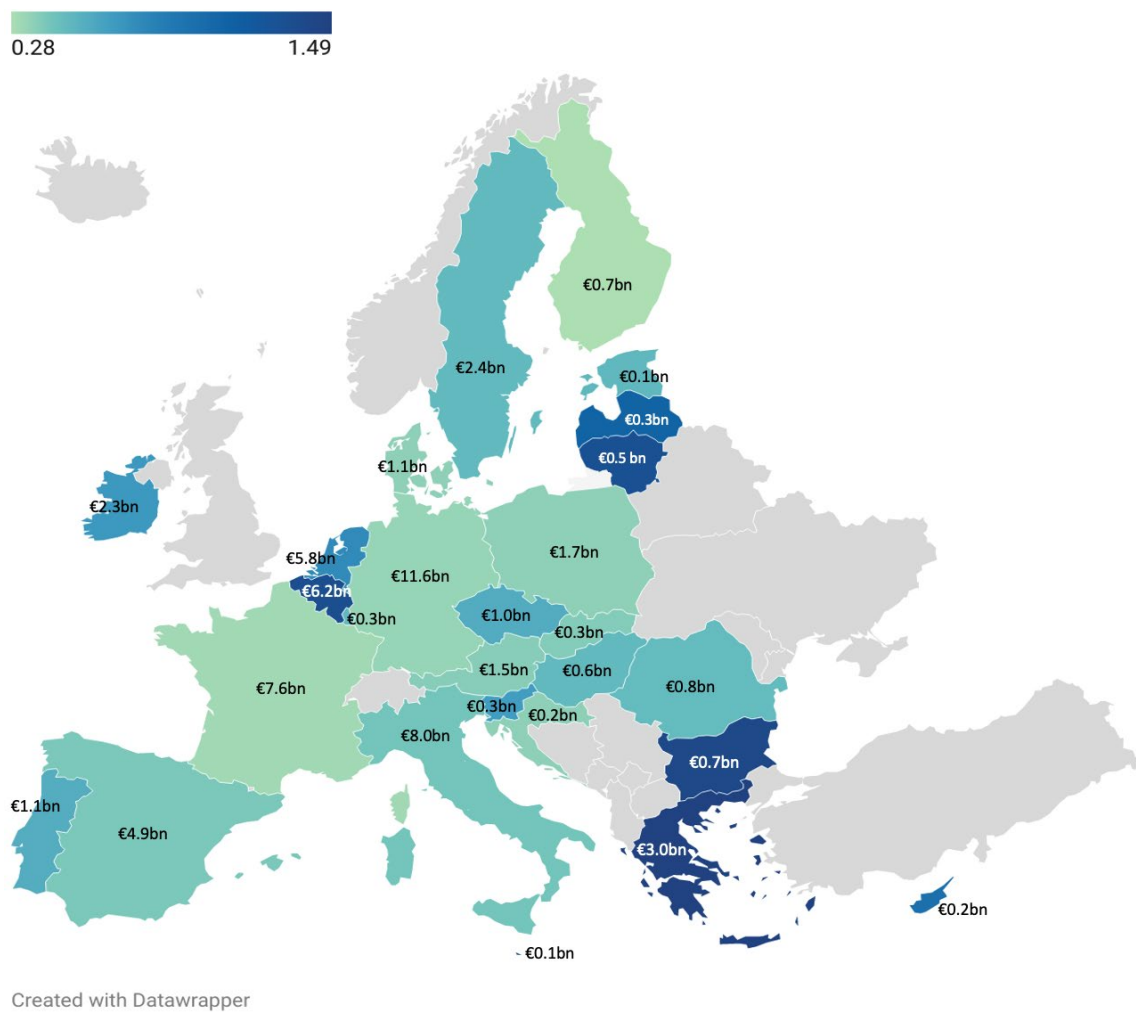 0.28 1.49
€0.7bn
€2.4bn
€0.1bn
€0.3bn
€0.5 bn
€1.1bn
€2.3bn
€5.8bn
€1.7bn
€11.6bn
€6.2bn
€0.3bn
€1.0bn
€0.3bn
€1.5bn
€0.6bn
€7.6bn
€0.8bn
€0.3bn
€0.2bn
€8.0bn
€0.7bn
€1.1bn
€4.9bn
€3.0bn
€0.2bn
€0.1bn
Created with Datawrapper